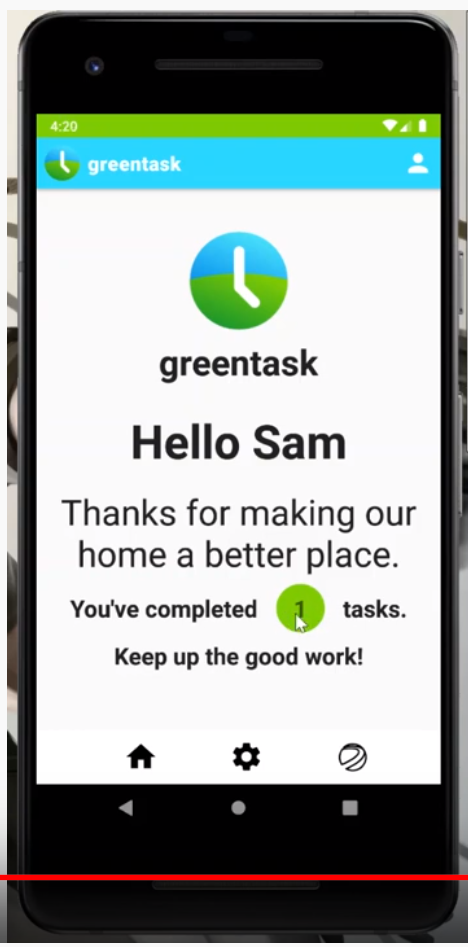 4:20
greentask
greentask
Hello Sam
Thanks for making our
home a better place.
You've completed 1 tasks.
Keep up the good work!